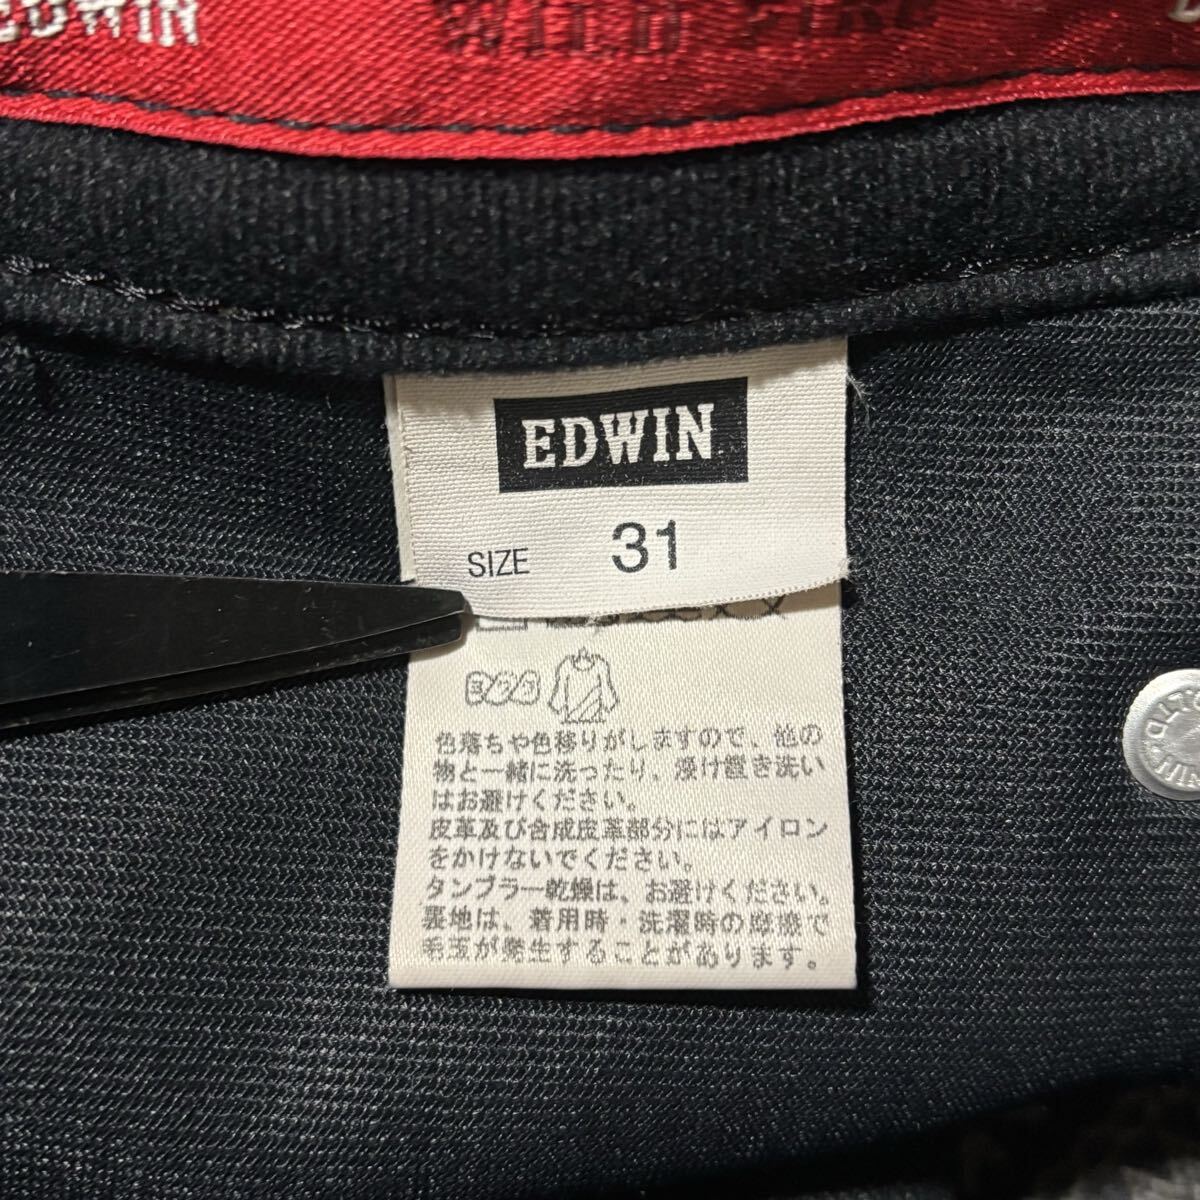 EDWIN WILD FIRE
EDWIN
SIZE 31
色落ちや色移りがしますので、他の
物と一緒に洗ったり、浸け置き洗い
はお避けください。
皮革及び合成皮革部分にはアイロン
をかけないでください。
タンブラー乾燥は、お避けください。
裏地は、着用時・洗濯時の摩擦で
毛玉が発生することがあります。